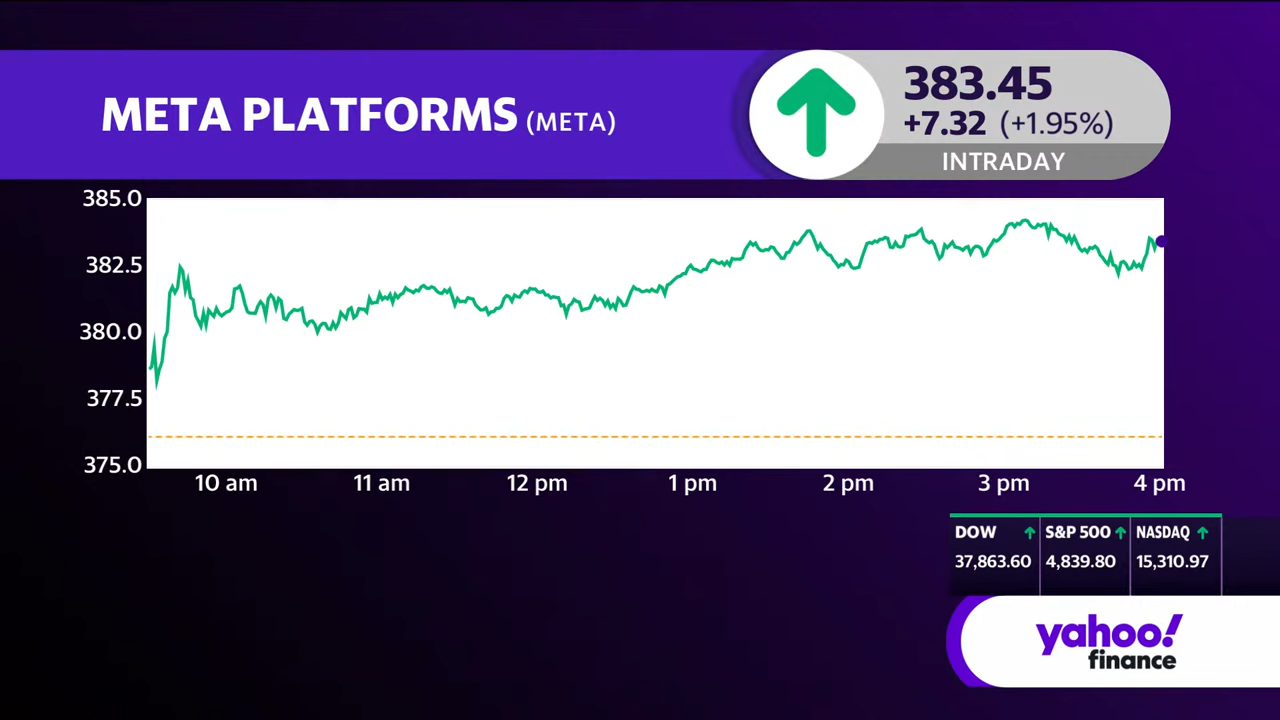 META PLATFORMS (META)
383.45
+7.32 (+1.95%)
INTRADAY
385.0
382.5
380.0
377.5
375.0
10 am 11 am 12 pm 1 pm 2 pm 3 pm 4 pm
DOW S&P 500 NASDAQ
37,863.60 4,839.80 15,310.97
yahoo!
finance